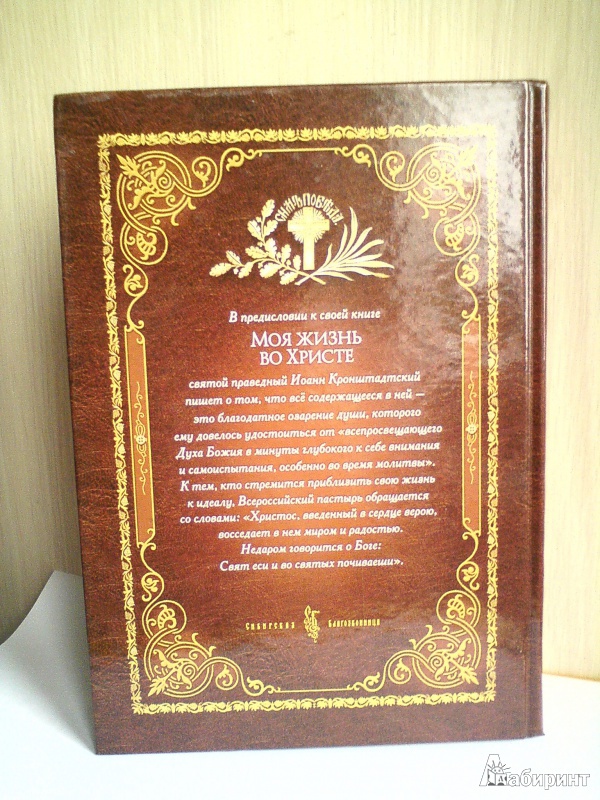 СИМЪ ПОБѢДИ
В предисловии к своей книге
Моя жизнь
во Христе
святой праведный Иоанн Кронштадтский
пишет о том, что всё содержащееся в ней —
это благодатное озарение души, которого
ему довелось удостоиться от «всепросвещающего
Духа Божия в минуты глубокого к себе внимания
и самоиспытания, особенно во время молитвы».
К тем, кто стремится приблизить свою жизнь
к идеалу, Всероссийский пастырь обращается
со словами: «Христос, введенный в сердце верою,
восседает в нем миром и радостью.
Недаром говорится о Боге:
Свят еси и во святых почиваеши».
Сибирская Благозвонница
Лабиринт